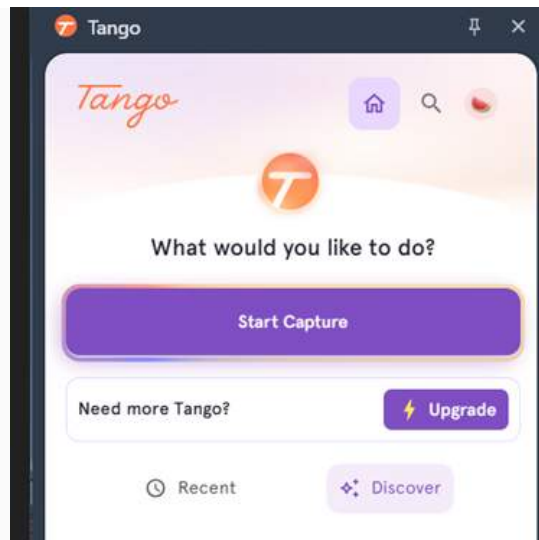 Tango
Tango
What would you like to do?
Start Capture
Need more Tango?
Upgrade
Recent
Discover